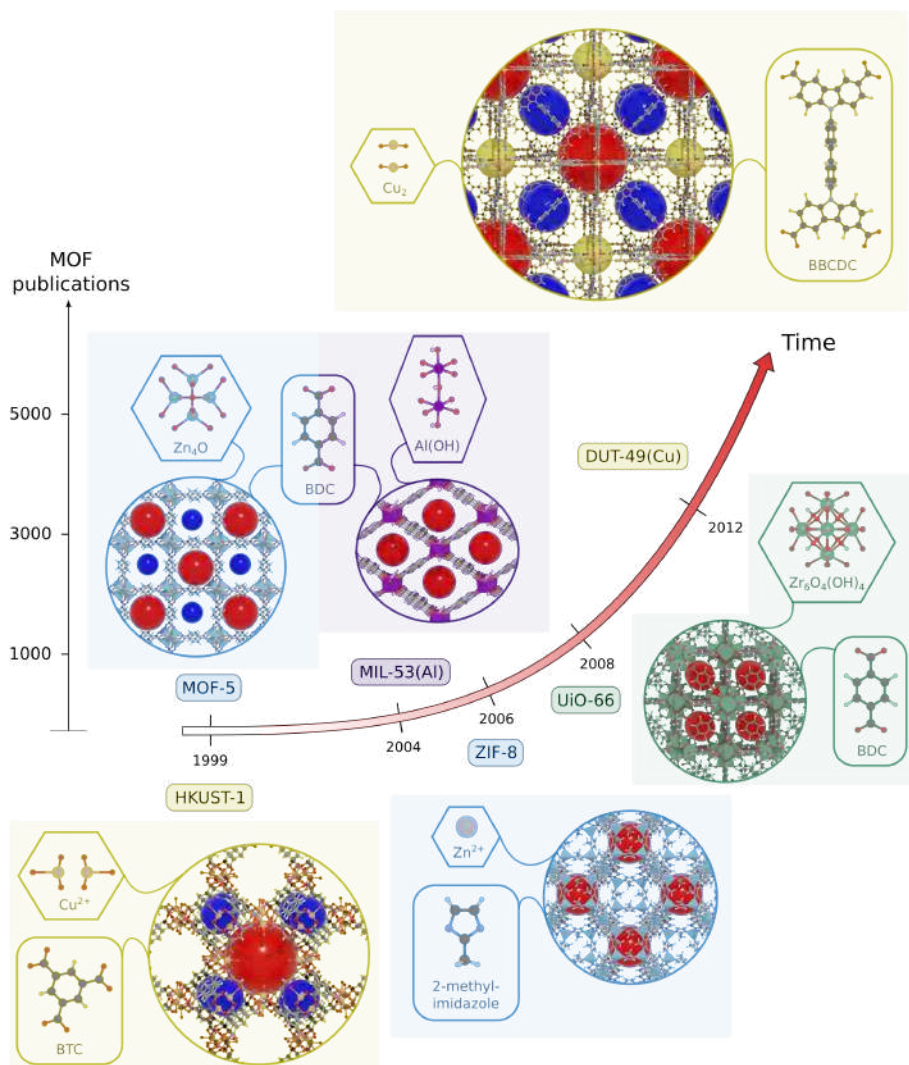 Cu₂
BBCDC
MOF
publications
Time
Zn₄O
BDC
Al(OH)
5000
3000
1000
DUT-49(Cu)
2012
Zr₆O₄(OH)₄
BDC
MOF-5
MIL-53(Al)
2008
UiO-66
2006
2004
1999
ZIF-8
HKUST-1
Cu²⁺
BTC
Zn²⁺
2-methyl-
imidazole